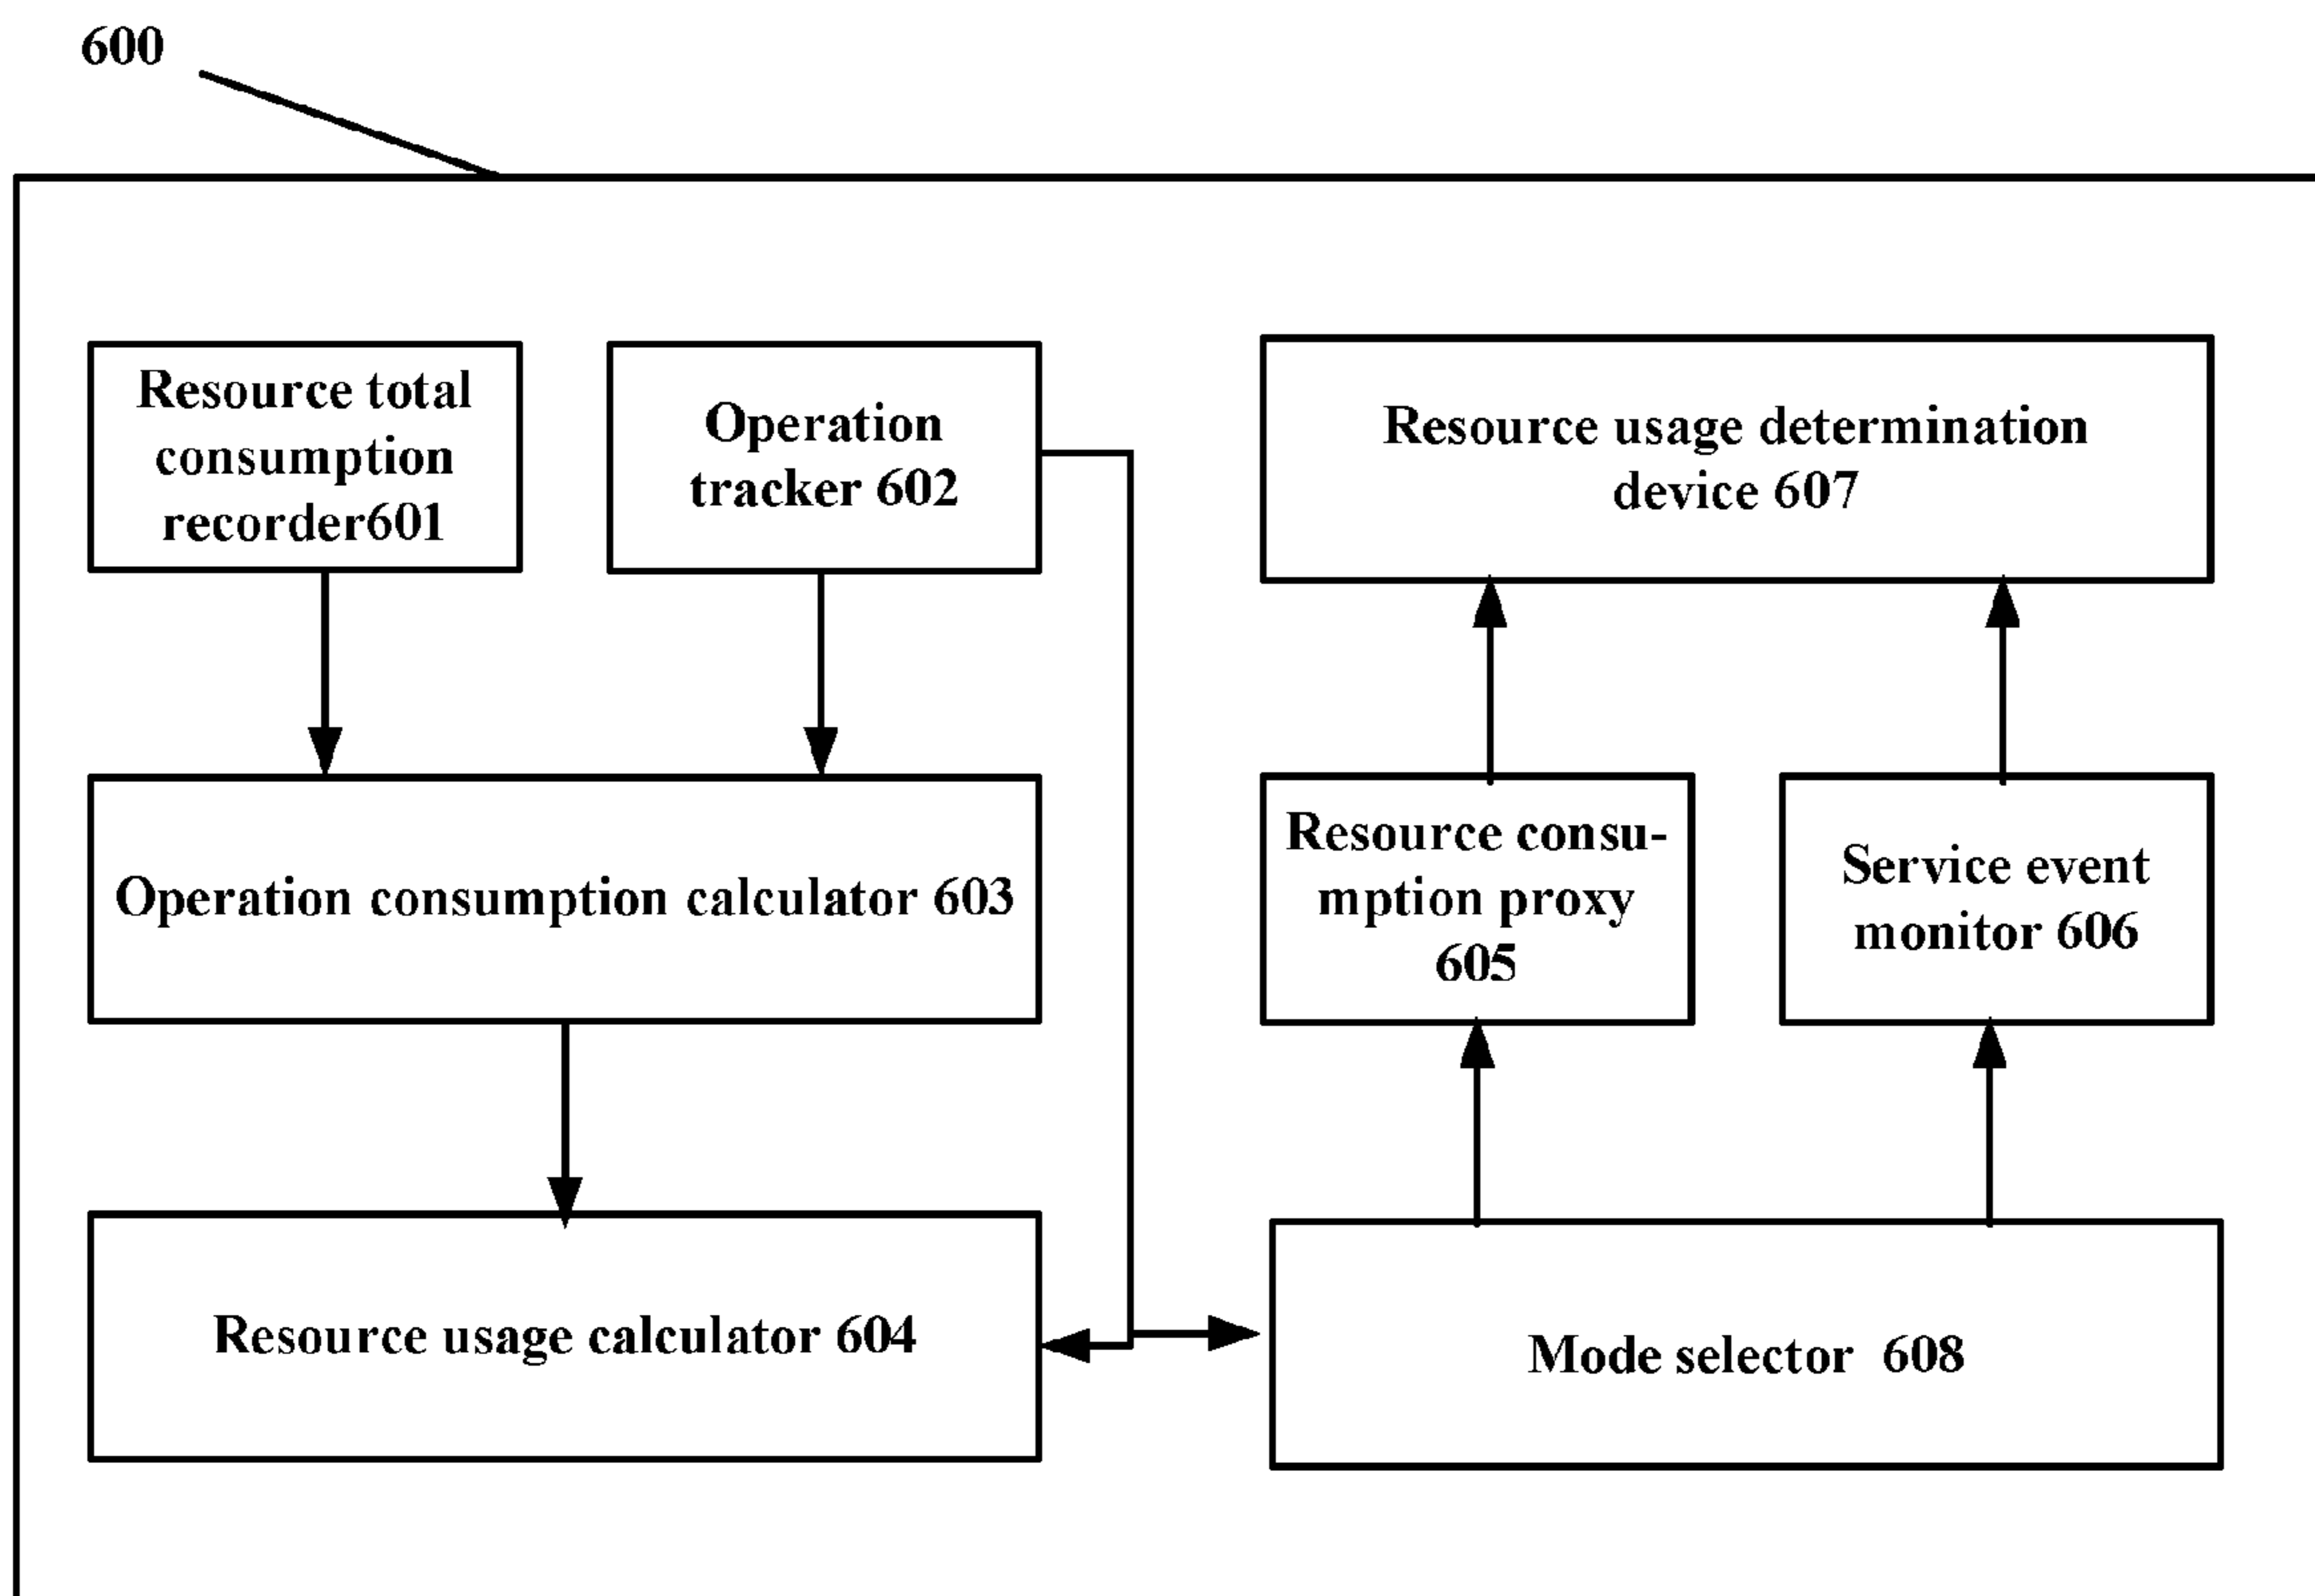 600
Resource total
consumption
recorder601
Operation
tracker 602
Resource usage determination
device 607
Operation consumption calculator 603
Resource consu-
mption proxy
605
Service event
monitor 606
Resource usage calculator 604
Mode selector 608